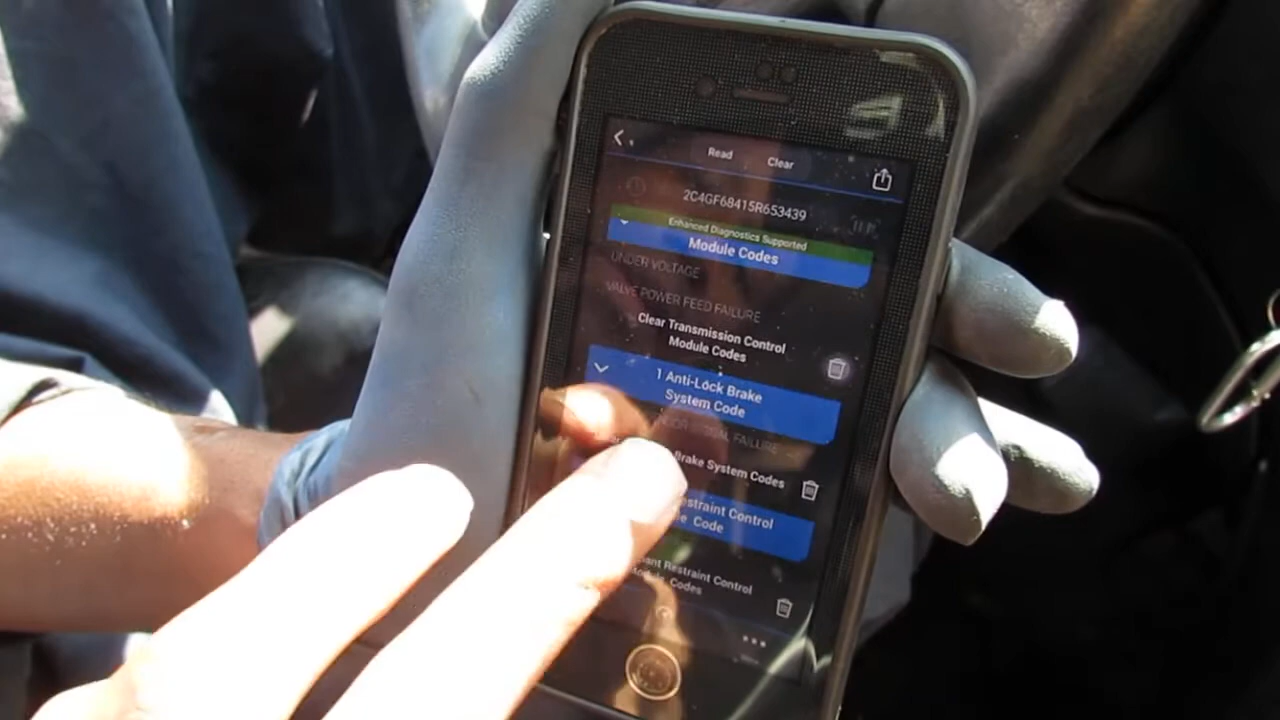 Read Clear
2C4GF68415R653439
Enhanced Diagnostics Supported
Module Codes
UNDER VOLTAGE
VALVE POWER FEED FAILURE
Clear Transmission Control
Module Codes
1 Anti-Lock Brake
System Code
FAILURE
Brake System Codes
Control
Code
Restraint Control
Codes